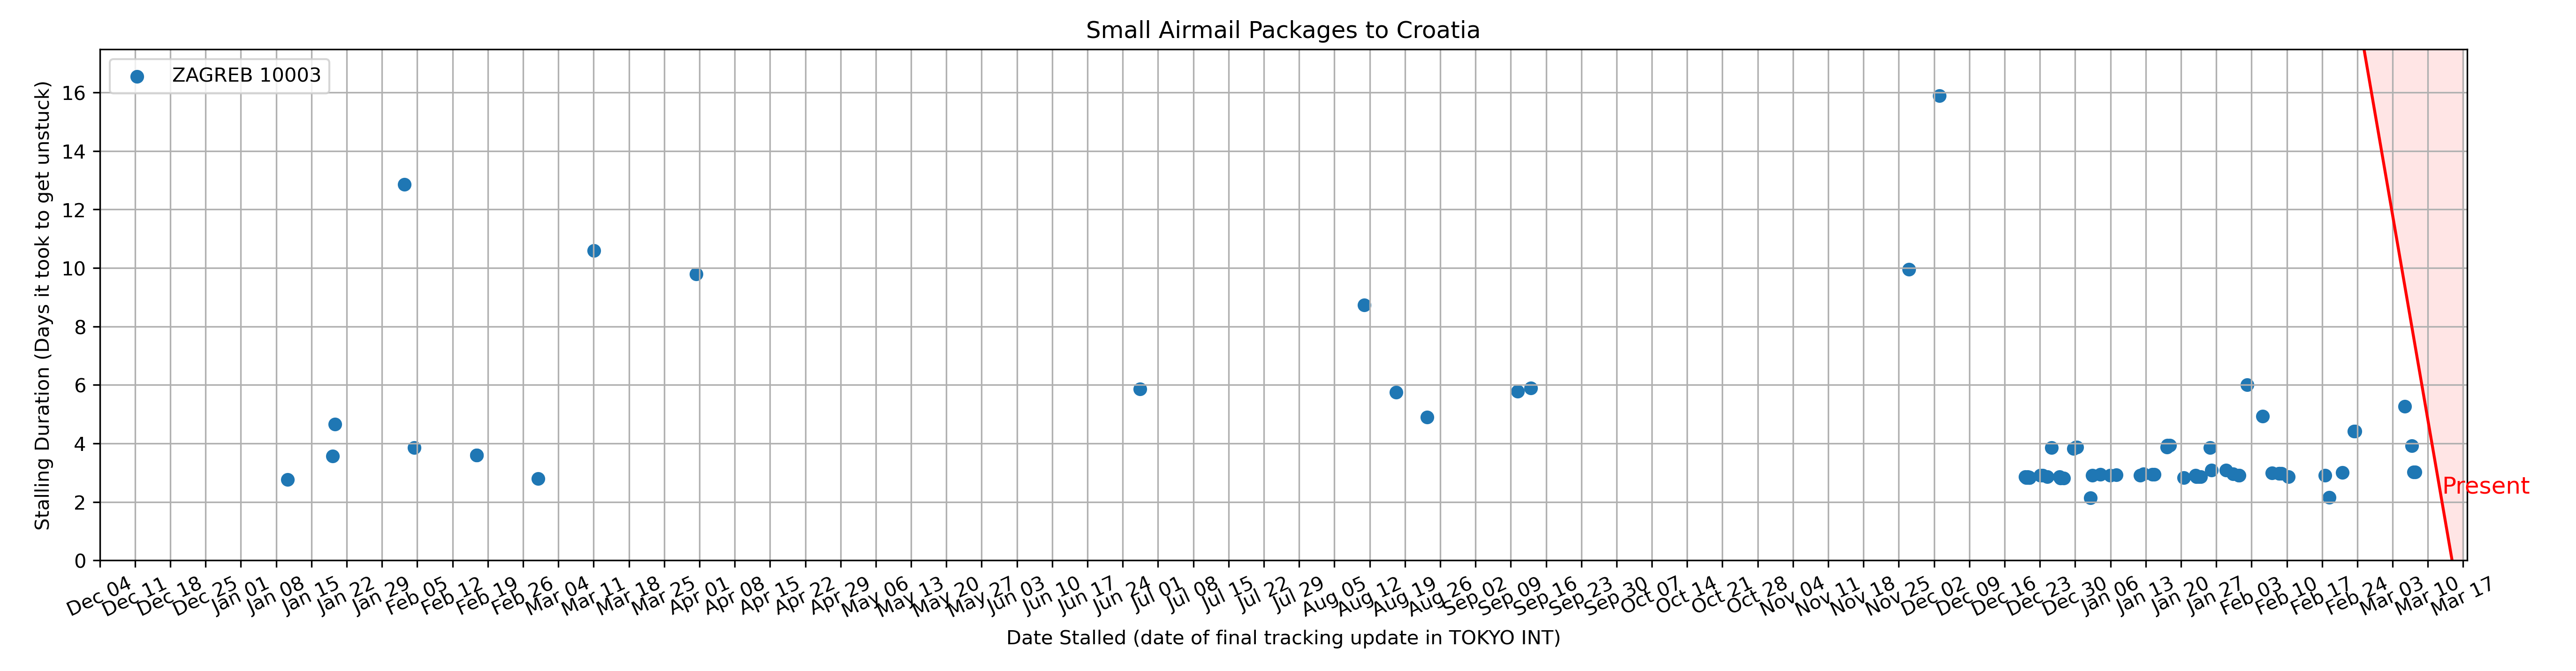 Small Airmail Packages to Croatia
ZAGREB 10003
Stalling Duration (Days it took to get unstuck)
16
14
12
10
8
6
4
2
0
Present
Dec 04
Dec 11
Dec 18
Dec 25
Jan 01
Jan 08
Jan 15
Jan 22
Jan 29
Feb 05
Feb 12
Feb 19
Feb 26
Mar 04
Mar 11
Mar 18
Mar 25
Apr 01
Apr 08
Apr 15
Apr 22
Apr 29
May 06
May 13
May 20
May 27
Jun 03
Jun 10
Jun 17
Jun 24
Jul 01
Jul 08
Jul 15
Jul 22
Jul 29
Aug 05
Aug 12
Aug 19
Aug 26
Sep 02
Sep 09
Sep 16
Sep 23
Sep 30
Oct 07
Oct 14
Oct 21
Oct 28
Nov 04
Nov 11
Nov 18
Nov 25
Dec 02
Dec 09
Dec 16
Dec 23
Dec 30
Jan 06
Jan 13
Jan 20
Jan 27
Feb 03
Feb 10
Feb 17
Feb 24
Mar 03
Mar 10
Mar 17
Date Stalled (date of final tracking update in TOKYO INT)